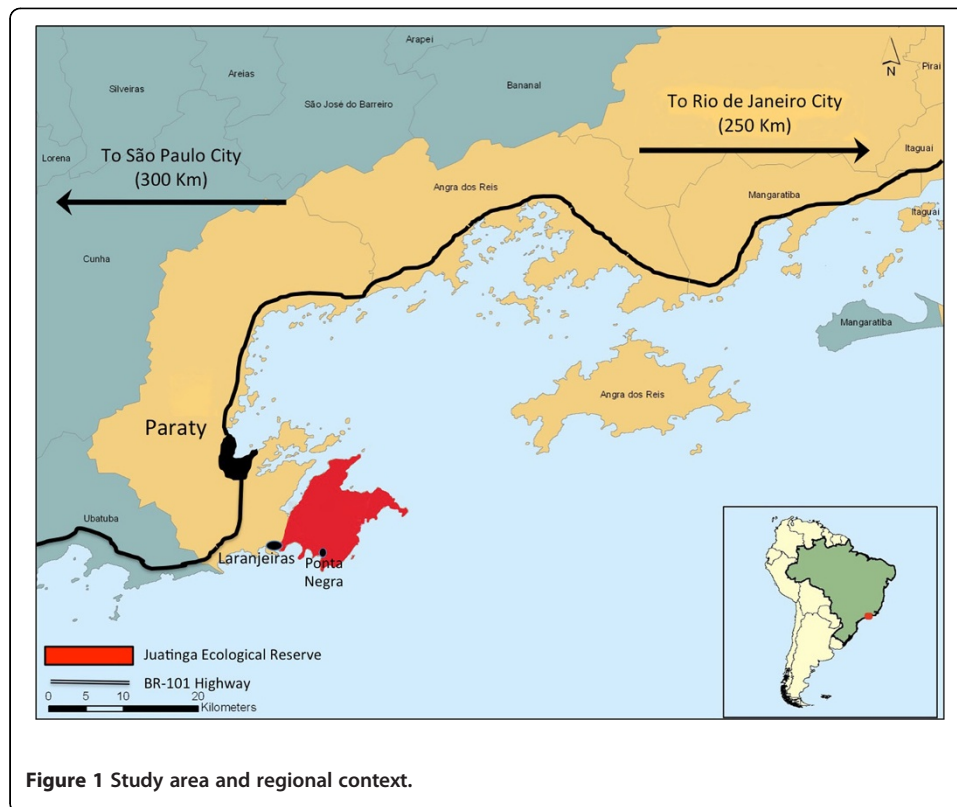 Arapei
Pirai
Areias
Bananal
Silveiras
São José do Barreiro
N
To Rio de Janeiro City
(250 Km)
Itaguai
Lorena
To São Paulo City
(300 Km)
Angra dos Reis
Mangaratiba
Itaguai
Cunha
Mangaratiba
Angra dos Reis
Paraty
Ubatuba
Laranjeiras
Ponta
Negra
Juatinga Ecological Reserve
BR-101 Highway
0 5 10 20
Kilometers
Figure 1 Study area and regional context.